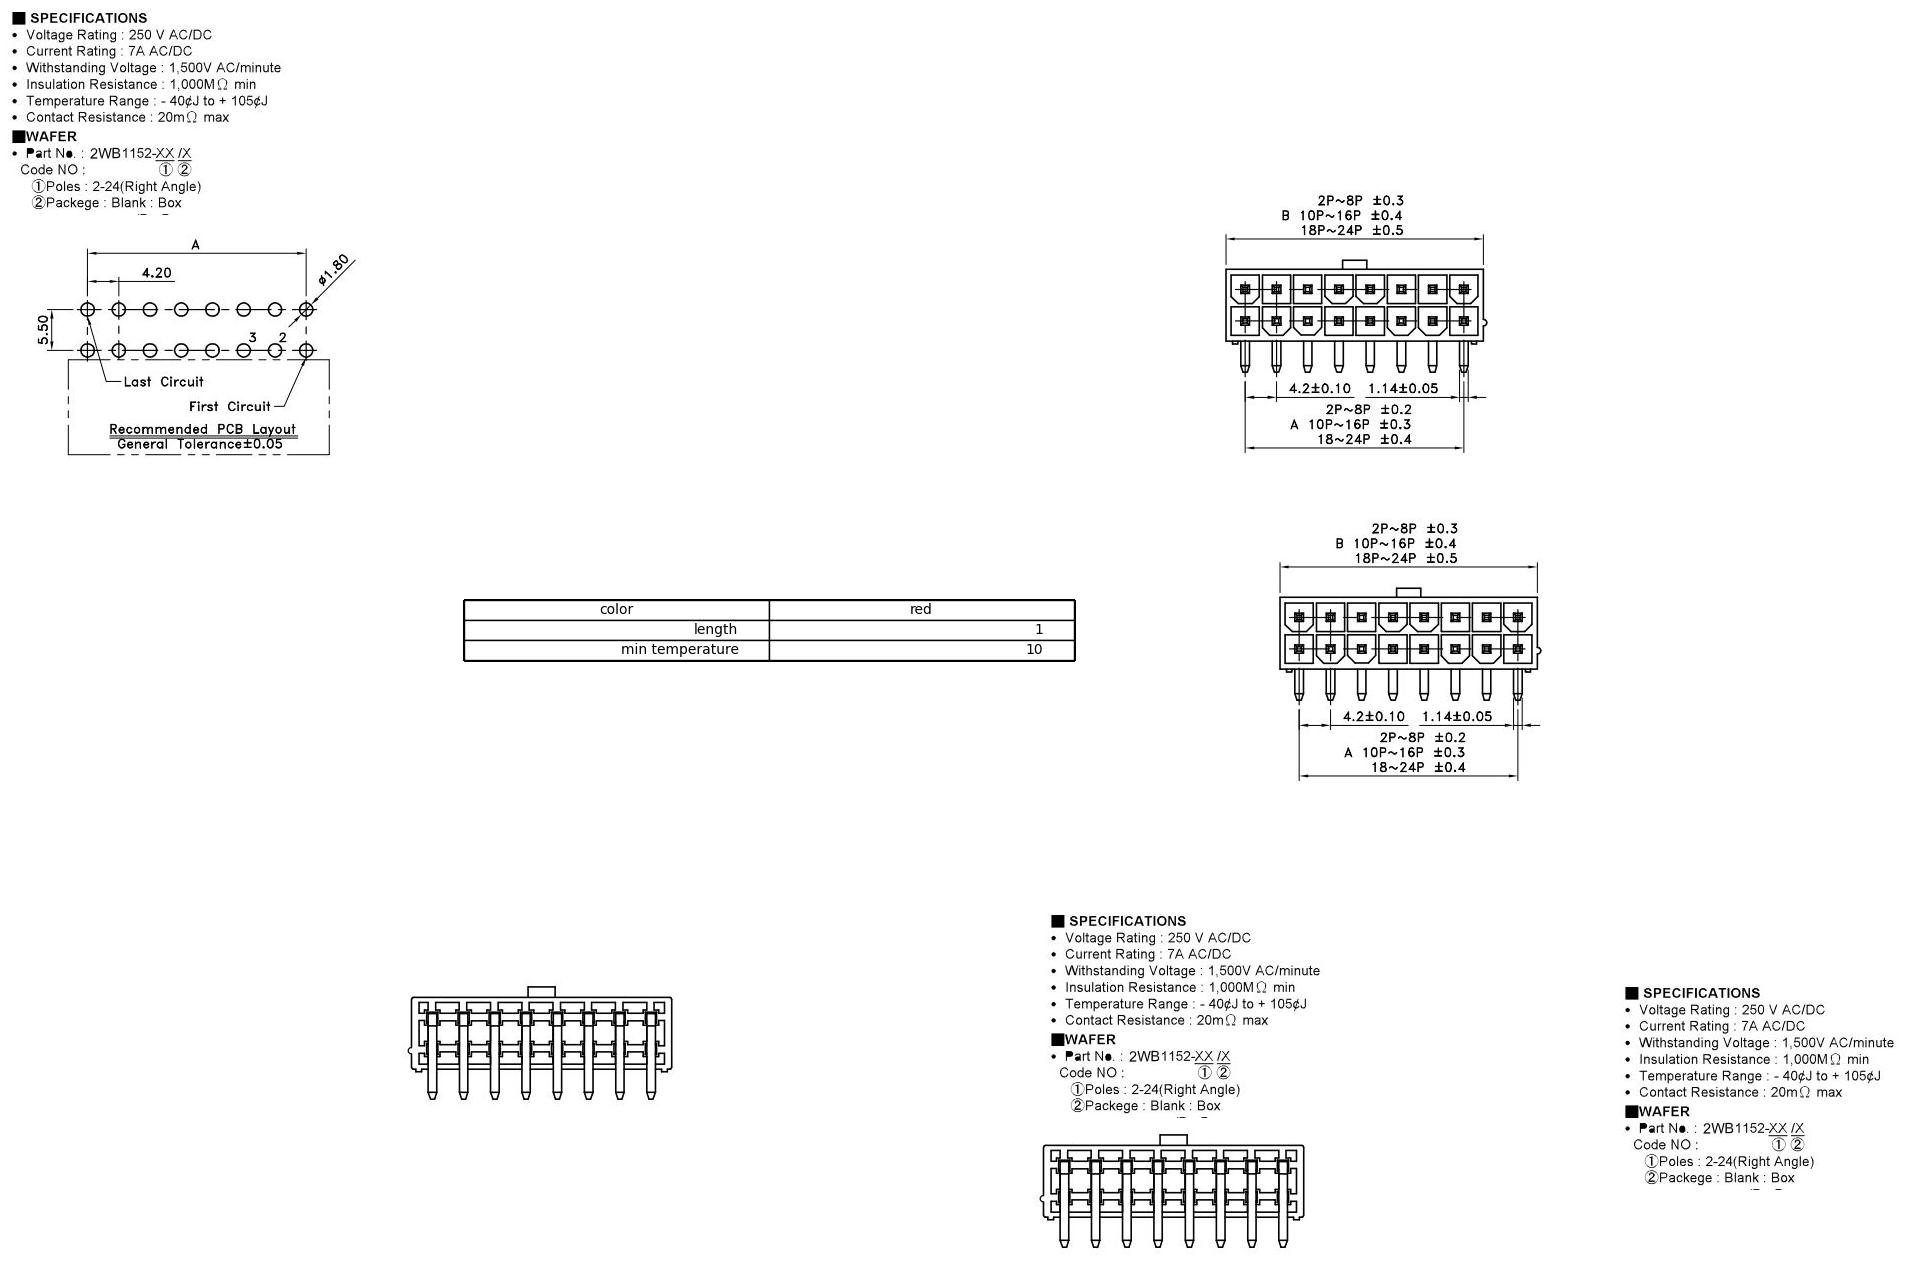 ■ SPECIFICATIONS
• Voltage Rating : 250 V AC/DC
• Current Rating : 7A AC/DC
• Withstanding Voltage : 1,500V AC/minute
• Insulation Resistance : 1,000MΩ min
• Temperature Range : - 40¢J to + 105¢J
• Contact Resistance : 20mΩ max
■WAFER
• Part No. : 2WB1152-XX /X
Code NO : ① ②
①Poles : 2-24(Right Angle)
②Packege : Blank : Box
A
4.20
ø1.80
5.50
3 2
Last Circuit
First Circuit
Recommended PCB Layout
General Tolerance±0.05
2P~8P ±0.3
B 10P~16P ±0.4
18P~24P ±0.5
4.2±0.10 1.14±0.05
2P~8P ±0.2
A 10P~16P ±0.3
18~24P ±0.4
2P~8P ±0.3
B 10P~16P ±0.4
18P~24P ±0.5
4.2±0.10 1.14±0.05
2P~8P ±0.2
A 10P~16P ±0.3
18~24P ±0.4
color red
length 1
min temperature 10
■ SPECIFICATIONS
• Voltage Rating : 250 V AC/DC
• Current Rating : 7A AC/DC
• Withstanding Voltage : 1,500V AC/minute
• Insulation Resistance : 1,000MΩ min
• Temperature Range : - 40¢J to + 105¢J
• Contact Resistance : 20mΩ max
■WAFER
• Part No. : 2WB1152-XX /X
Code NO : ① ②
①Poles : 2-24(Right Angle)
②Packege : Blank : Box
■ SPECIFICATIONS
• Voltage Rating : 250 V AC/DC
• Current Rating : 7A AC/DC
• Withstanding Voltage : 1,500V AC/minute
• Insulation Resistance : 1,000MΩ min
• Temperature Range : - 40¢J to + 105¢J
• Contact Resistance : 20mΩ max
■WAFER
• Part No. : 2WB1152-XX /X
Code NO : ① ②
①Poles : 2-24(Right Angle)
②Packege : Blank : Box